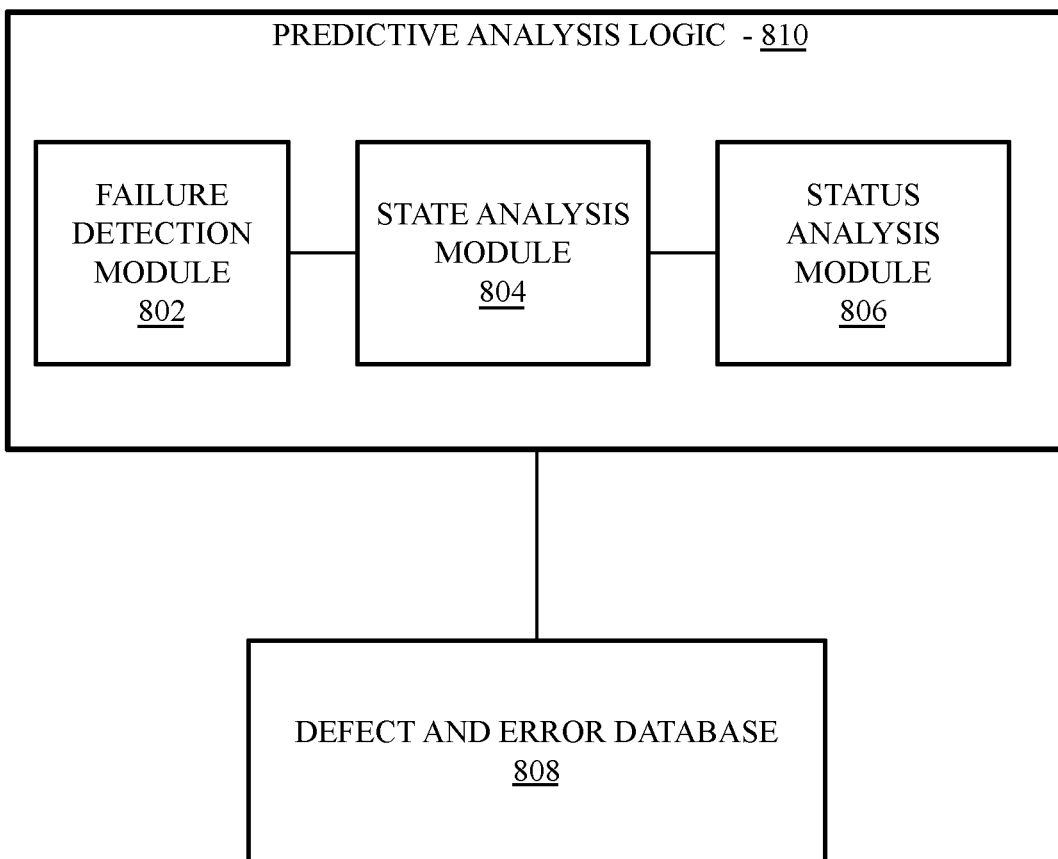 PREDICTIVE ANALYSIS LOGIC - 810
FAILURE
DETECTION
MODULE
802
STATE ANALYSIS
MODULE
804
STATUS
ANALYSIS
MODULE
806
DEFECT AND ERROR DATABASE
808